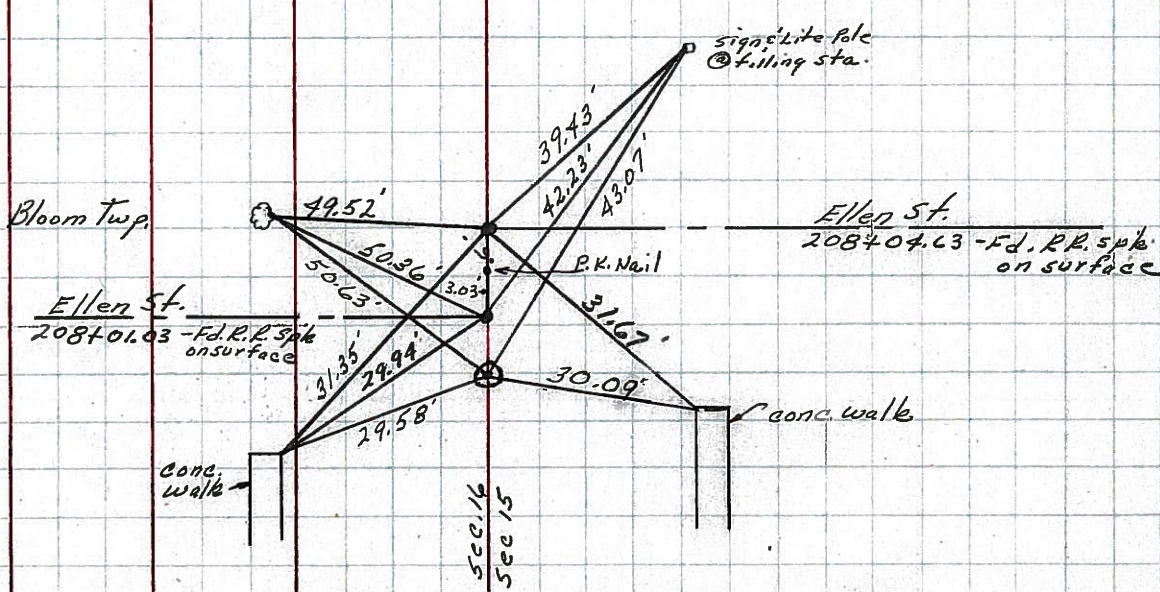 sign & Lite Pole
@ filling sta.
39.43'
42.23'
43.07'
Bloom Twp.
49.52'
Ellen St.
208+04.63 - Fd. R.R. spk.
on surface
50.36'
P.K. Nail
50.63'
3.03'
Ellen St.
208+01.03 - Fd. R.R. Spk
on surface
31.67'
31.35'
29.94'
29.58'
30.09'
conc. walk
conc.
walk
Sec. 16
Sec 15